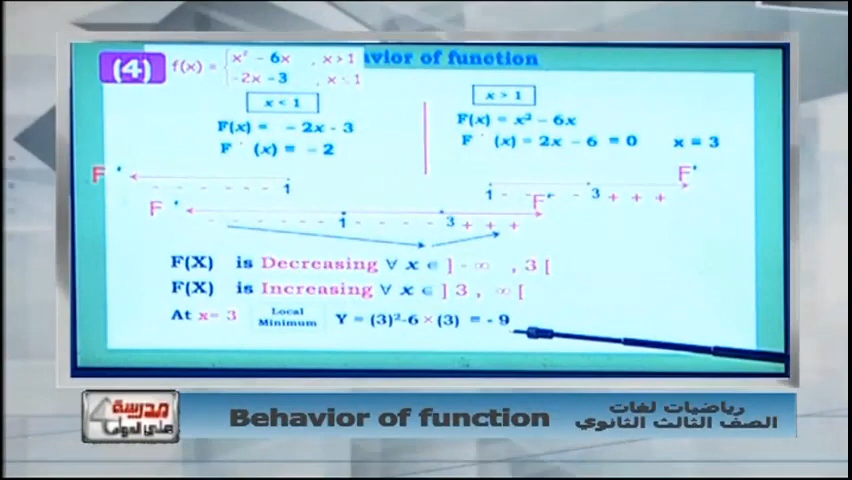 (4) f(x) = { x² - 6x , x > 1
-2x - 3 , x < 1
vior of function
x < 1
x > 1
F(x) = - 2x - 3
F(x) = x² - 6x
F ` (x) = - 2
F ` (x) = 2x - 6 = 0 x = 3
F ' - - - - - - 1
1 - - - - 3 + + + F '
F ' - - - - - - 1 - - - - - 3 + + + F '
F(X) is Decreasing ∀ x ∈ ] - ∞ , 3 [
F(X) is Increasing ∀ x ∈ ] 3 , ∞ [
At x= 3 Local Minimum Y = (3)²-6×(3) = - 9
مدرسة
على الهواء
Behavior of function
رياضيات لغات
الصف الثالث الثانوي